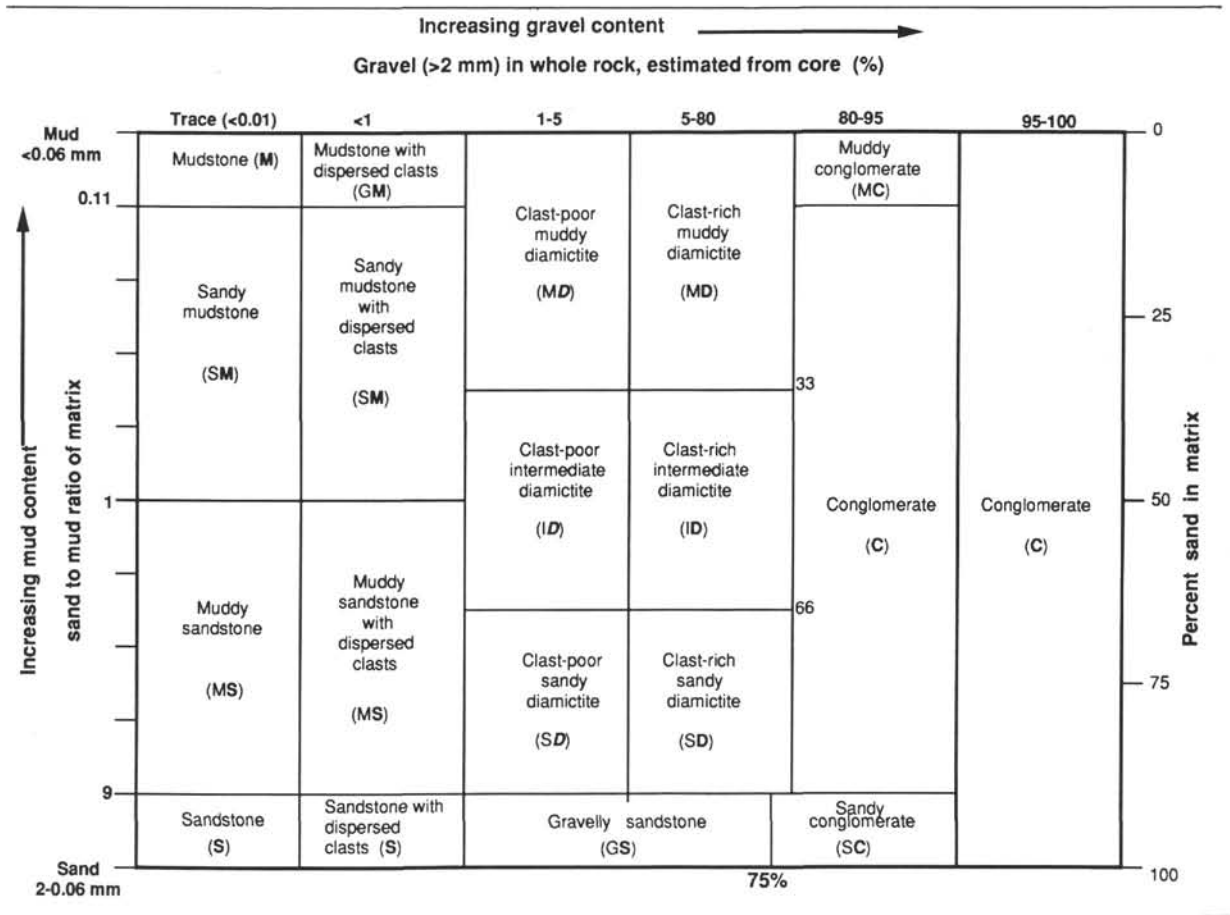 Increasing gravel content
Gravel (>2 mm) in whole rock, estimated from core (%)
Trace (<0.01)
<1
1-5
5-80
80-95
95-100
Mud
<0.06 mm
0.11
1
9
Sand
2-0.06 mm
Increasing mud content
sand to mud ratio of matrix
Mudstone (M)
Mudstone with
dispersed clasts
(GM)
Sandy
mudstone
(SM)
Sandy
mudstone
with
dispersed
clasts
(SM)
Muddy
sandstone
(MS)
Muddy
sandstone
with
dispersed
clasts
(MS)
Sandstone
(S)
Sandstone with
dispersed
clasts (S)
Clast-poor
muddy
diamictite
(MD)
Clast-rich
muddy
diamictite
(MD)
Clast-poor
intermediate
diamictite
(ID)
Clast-rich
intermediate
diamictite
(ID)
Clast-poor
sandy
diamictite
(SD)
Clast-rich
sandy
diamictite
(SD)
Gravelly sandstone
(GS)
75%
Muddy
conglomerate
(MC)
33
66
Conglomerate
(C)
Sandy
conglomerate
(SC)
Conglomerate
(C)
0
25
50
75
100
Percent sand in matrix